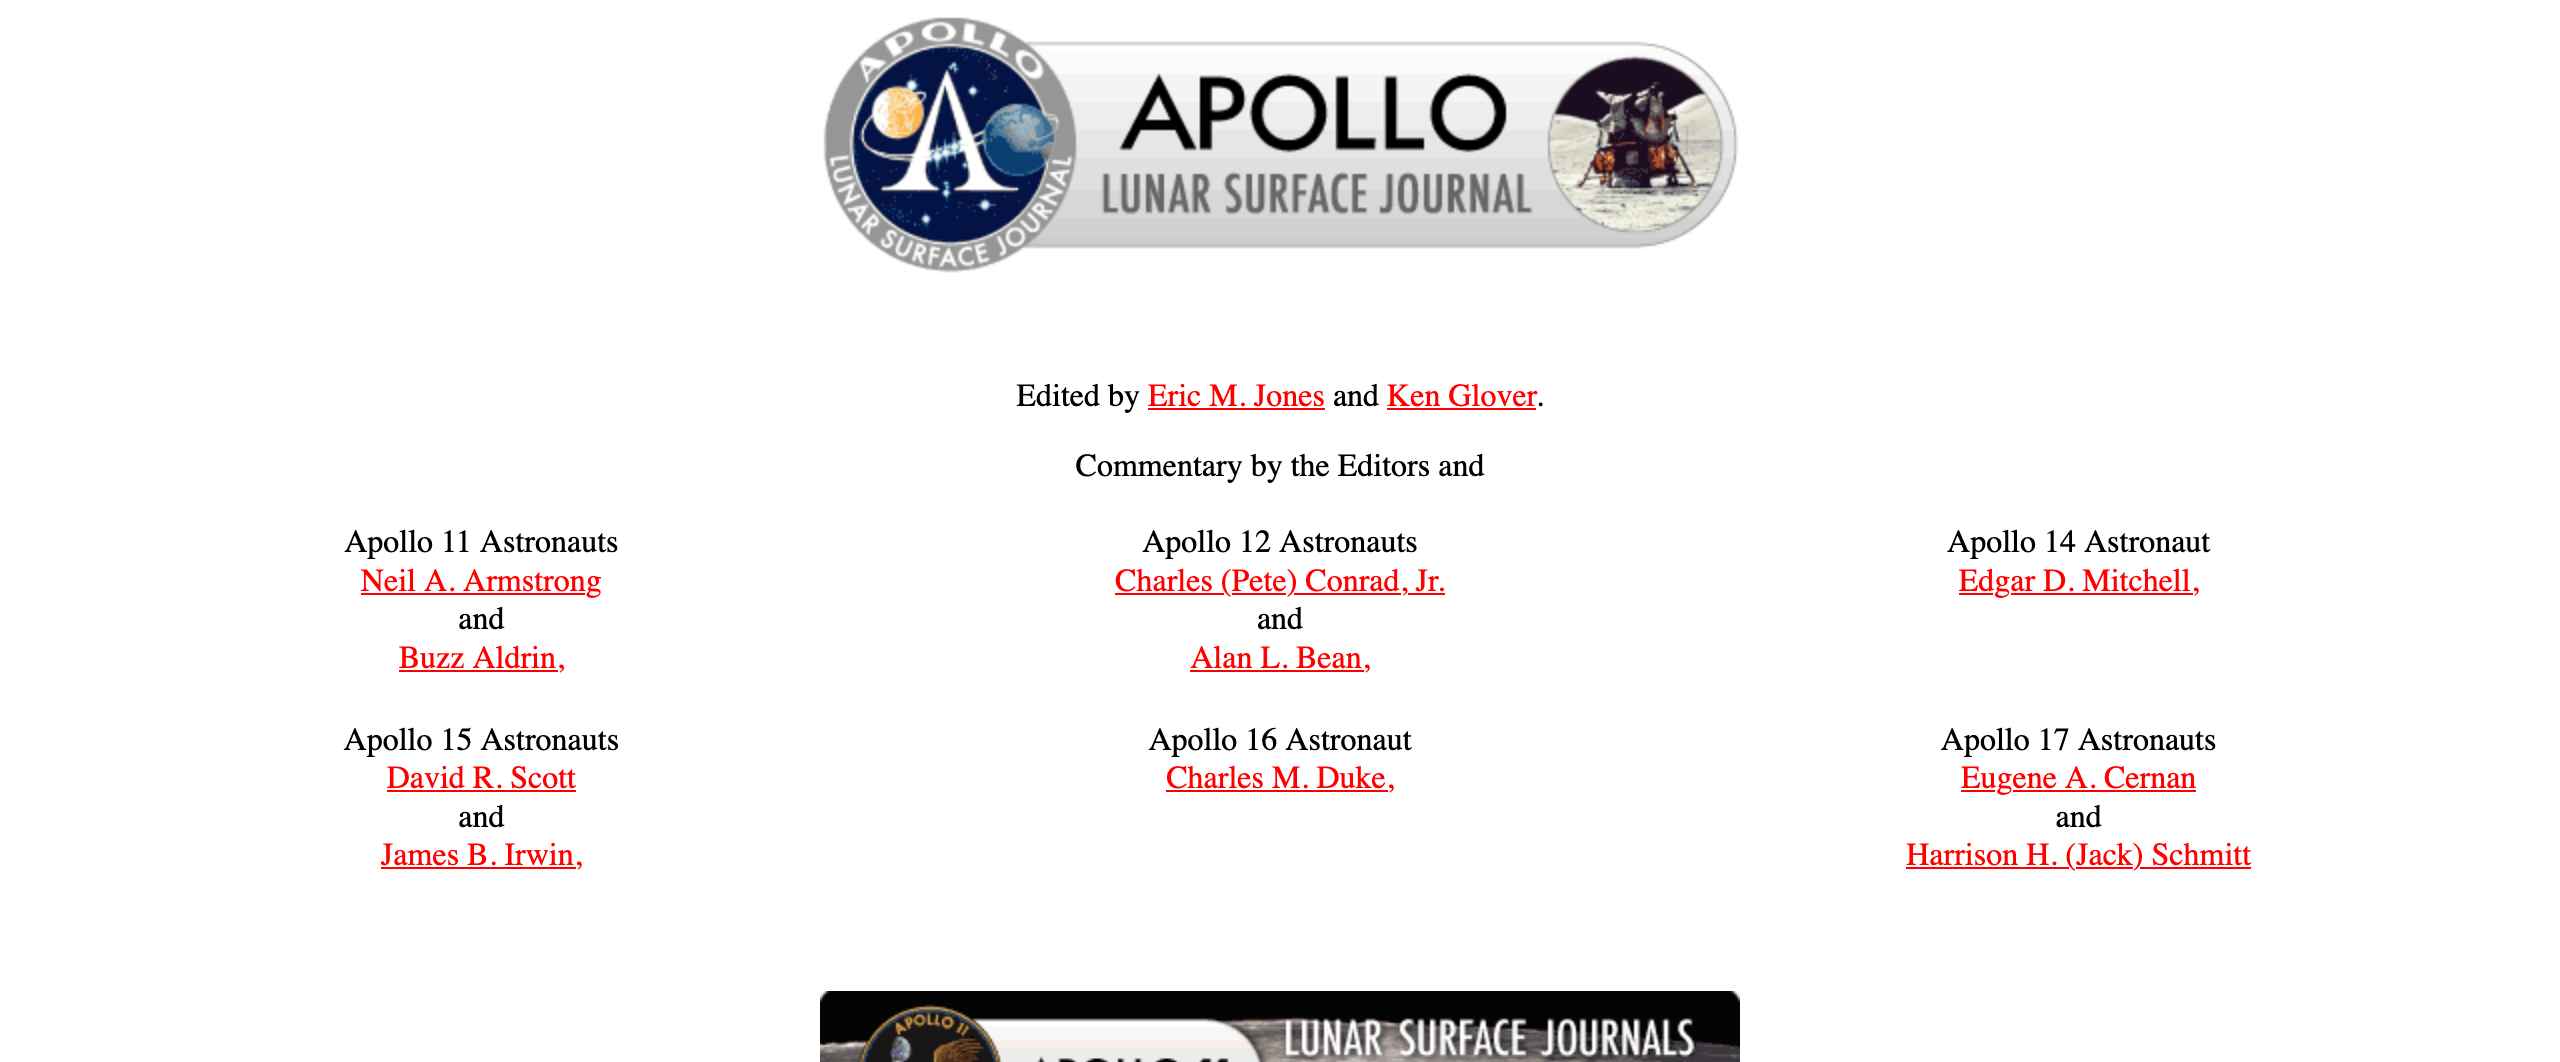 APOLLO
LUNAR SURFACE JOURNAL
APOLLO
LUNAR SURFACE JOURNAL
Edited by Eric M. Jones and Ken Glover.
Commentary by the Editors and
Apollo 11 Astronauts
Neil A. Armstrong
and
Buzz Aldrin,
Apollo 12 Astronauts
Charles (Pete) Conrad, Jr.
and
Alan L. Bean,
Apollo 14 Astronaut
Edgar D. Mitchell,
Apollo 15 Astronauts
David R. Scott
and
James B. Irwin,
Apollo 16 Astronaut
Charles M. Duke,
Apollo 17 Astronauts
Eugene A. Cernan
and
Harrison H. (Jack) Schmitt
APOLLO 11
LUNAR SURFACE JOURNALS
APOLLO 11